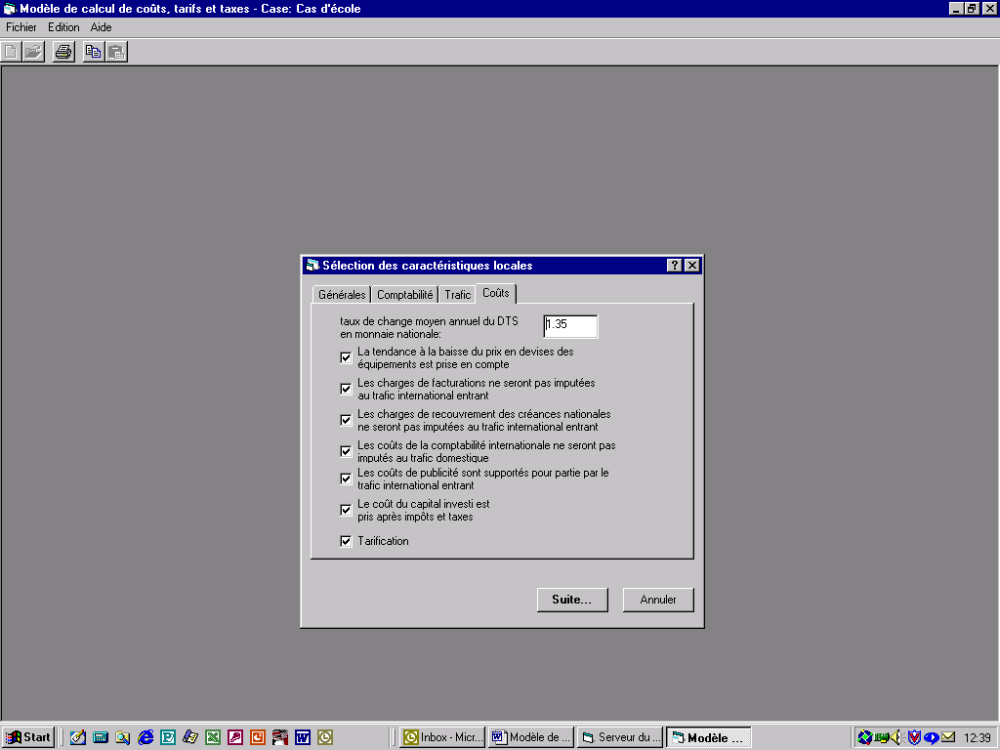 Modèle de calcul de coûts, tarifs et taxes - Case: Cas d'école
Fichier Edition Aide
Sélection des caractéristiques locales
Générales Comptabilité Trafic Coûts
taux de change moyen annuel du DTS
en monnaie nationale:
1.35
La tendance à la baisse du prix en devises des
équipements est prise en compte
Les charges de facturations ne seront pas imputées
au trafic international entrant
Les charges de recouvrement des créances nationales
ne seront pas imputées au trafic international entrant
Les coûts de la comptabilité internationale ne seront pas
imputés au trafic domestique
Les coûts de publicité sont supportés pour partie par le
trafic international entrant
Le coût du capital investi est
pris après impôts et taxes
Tarification
Suite... Annuler
Start Inbox - Micr... Modèle de ... Serveur du ... Modèle ... 12:39